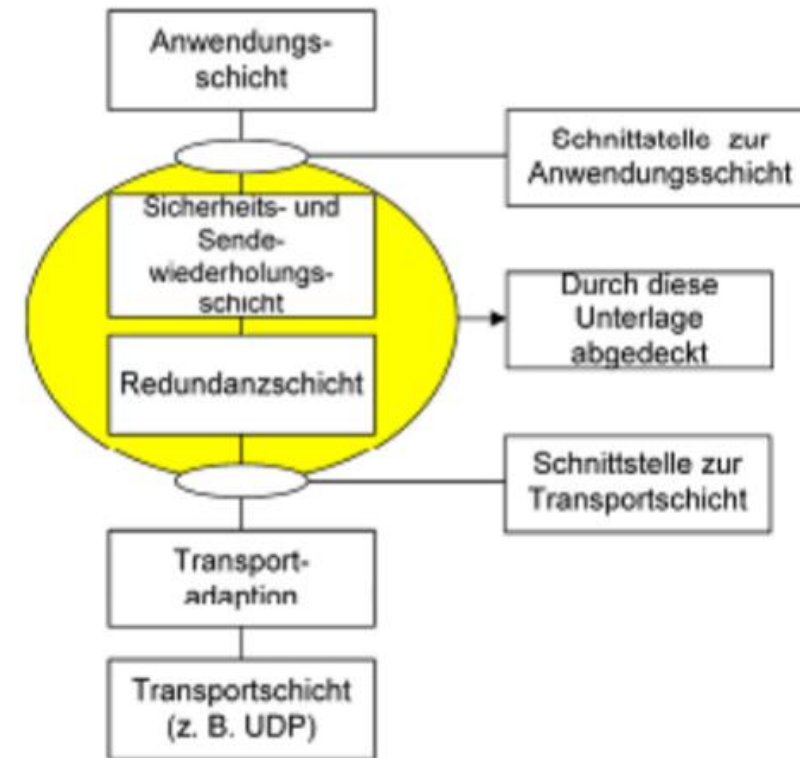 Anwendungs-
schicht
Schnittstelle zur
Anwendungsschicht
Sicherheits- und
Sende-
wiederholungs-
schicht
Durch diese
Unterlage
abgedeckt
Redundanzschicht
Schnittstelle zur
Transportschicht
Transport-
adaption
Transportschicht
(z. B. UDP)